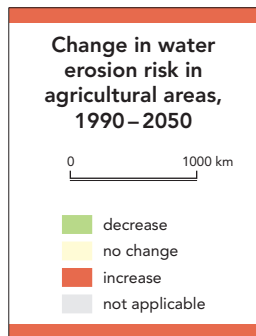 Change in water
erosion risk in
agricultural areas,
1990–2050
0 1000 km
decrease
no change
increase
not applicable